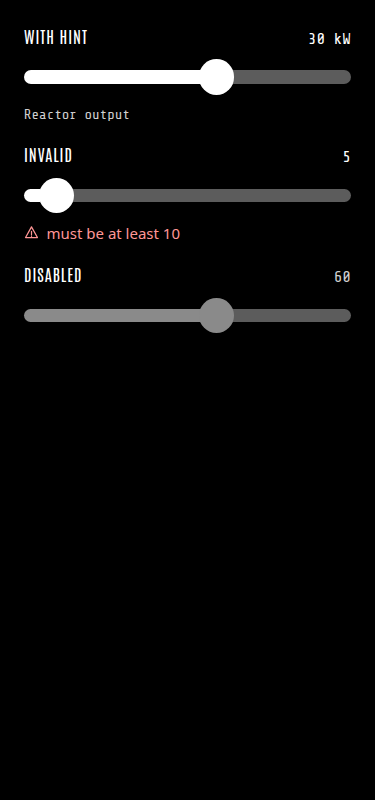 WITH HINT 30 kW
Reactor output
INVALID 5
must be at least 10
DISABLED 60